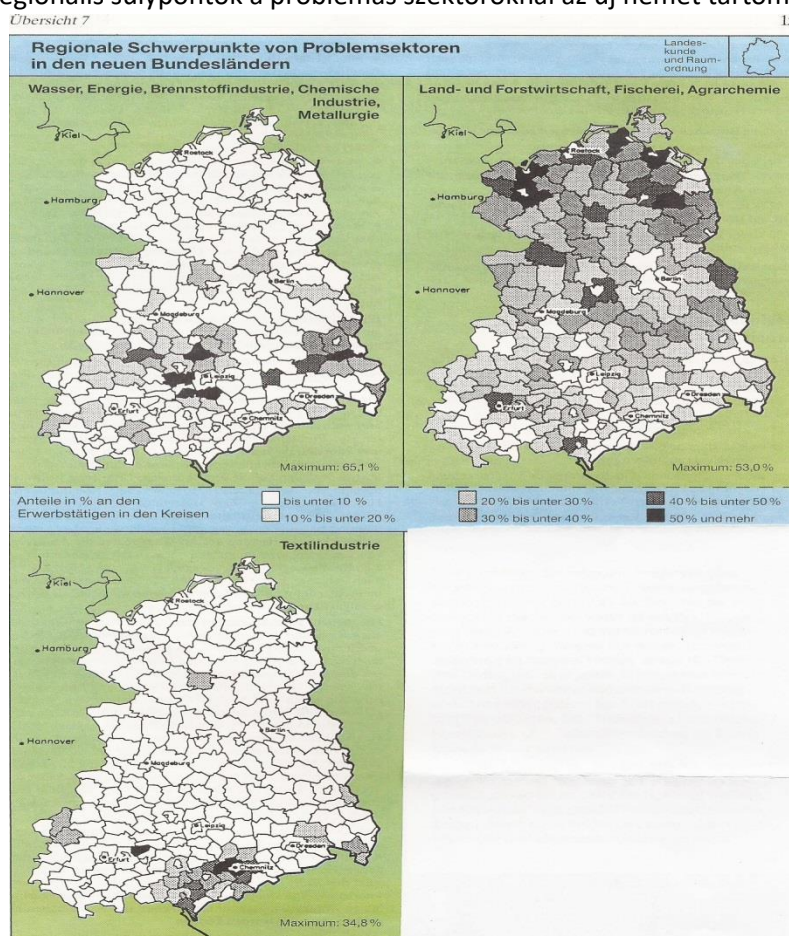 regionális súlypontok a problémás szektoroknál az új német tartom
Übersicht 7
Regionale Schwerpunkte von Problemsektoren
in den neuen Bundesländern
Landes-
kunde
und Raum-
ordnung
Wasser, Energie, Brennstoffindustrie, Chemische
Industrie,
Metallurgie
Kiel
Rostock
Hamburg
Hannover
Berlin
Magdeburg
Leipzig
Erfurt
Dresden
Chemnitz
Maximum: 65,1 %
Land- und Forstwirtschaft, Fischerei, Agrarchemie
Kiel
Rostock
Hamburg
Hannover
Berlin
Magdeburg
Leipzig
Erfurt
Dresden
Chemnitz
Maximum: 53,0 %
Anteile in % an den
Erwerbstätigen in den Kreisen
bis unter 10 %
10 % bis unter 20 %
20 % bis unter 30 %
30 % bis unter 40 %
40 % bis unter 50 %
50 % und mehr
Textilindustrie
Kiel
Rostock
Hamburg
Hannover
Berlin
Magdeburg
Leipzig
Erfurt
Dresden
Chemnitz
Maximum: 34,8 %